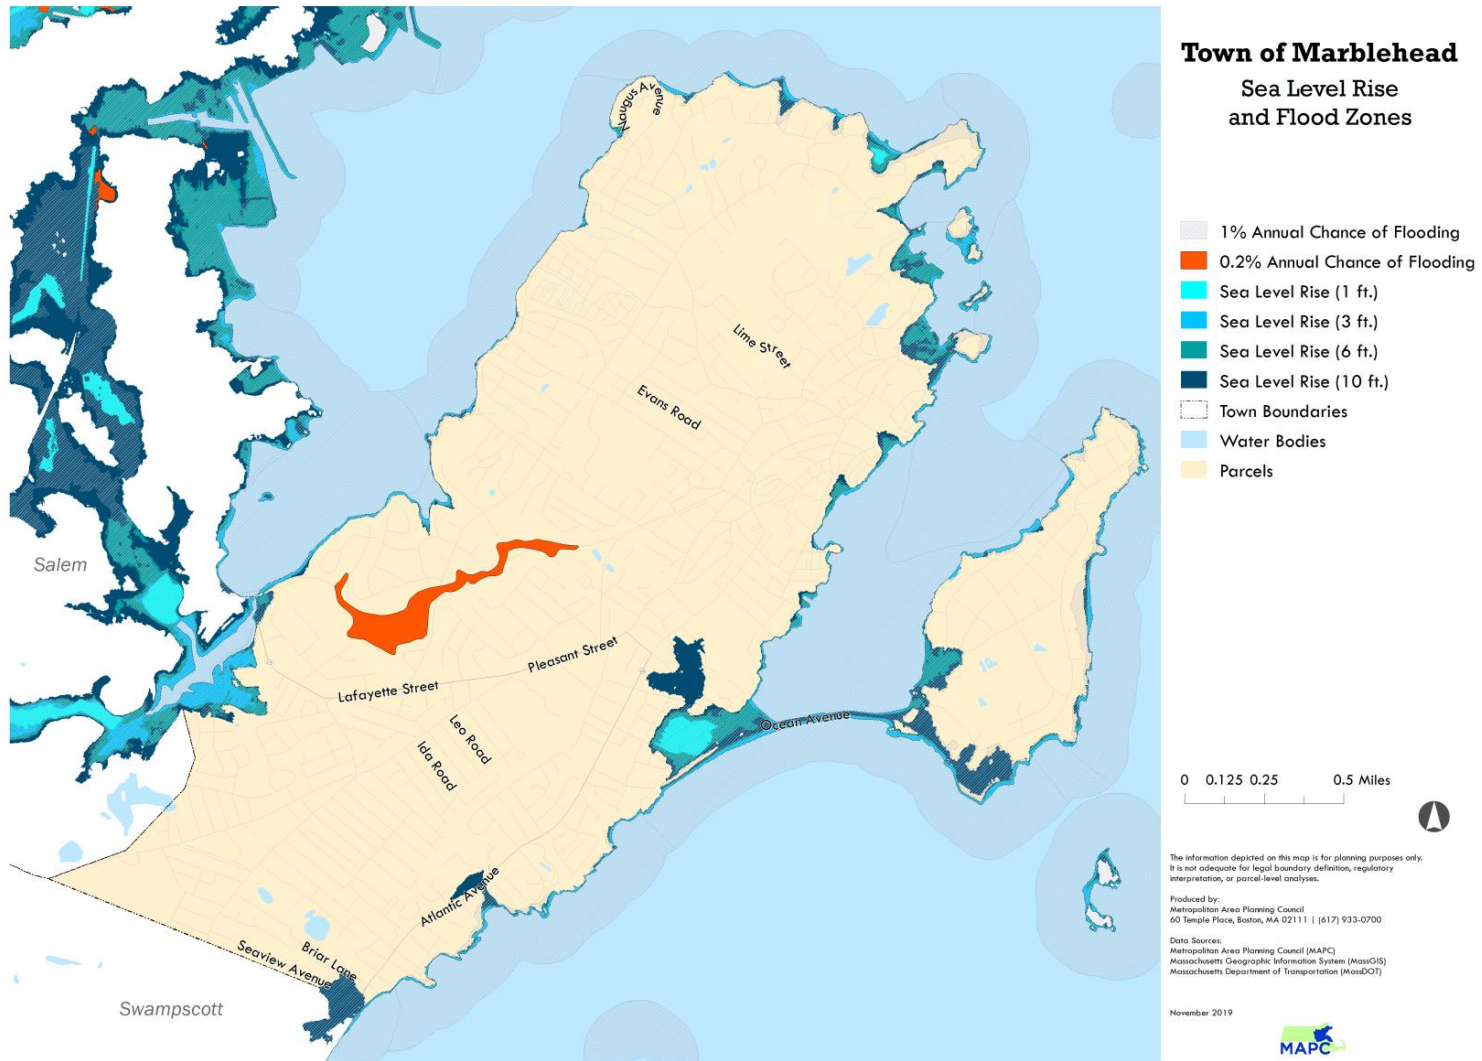 Town of Marblehead
Sea Level Rise
and Flood Zones
1% Annual Chance of Flooding
0.2% Annual Chance of Flooding
Sea Level Rise (1 ft.)
Sea Level Rise (3 ft.)
Sea Level Rise (6 ft.)
Sea Level Rise (10 ft.)
Town Boundaries
Water Bodies
Parcels
Naugus Avenue
Lime Street
Evans Road
Salem
Pleasant Street
Lafayette Street
Leo Road
Ida Road
Ocean Avenue
Atlantic Avenue
Briar Lane
Seaview Avenue
Swampscott
0 0.125 0.25 0.5 Miles
The information depicted on this map is for planning purposes only.
It is not adequate for legal boundary definition, regulatory
interpretation, or parcel-level analyses.
Produced by:
Metropolitan Area Planning Council
60 Temple Place, Boston, MA 02111 | (617) 933-0700
Data Sources:
Metropolitan Area Planning Council (MAPC)
Massachusetts Geographic Information System (MassGIS)
Massachusetts Department of Transportation (MassDOT)
November 2019
MAPC